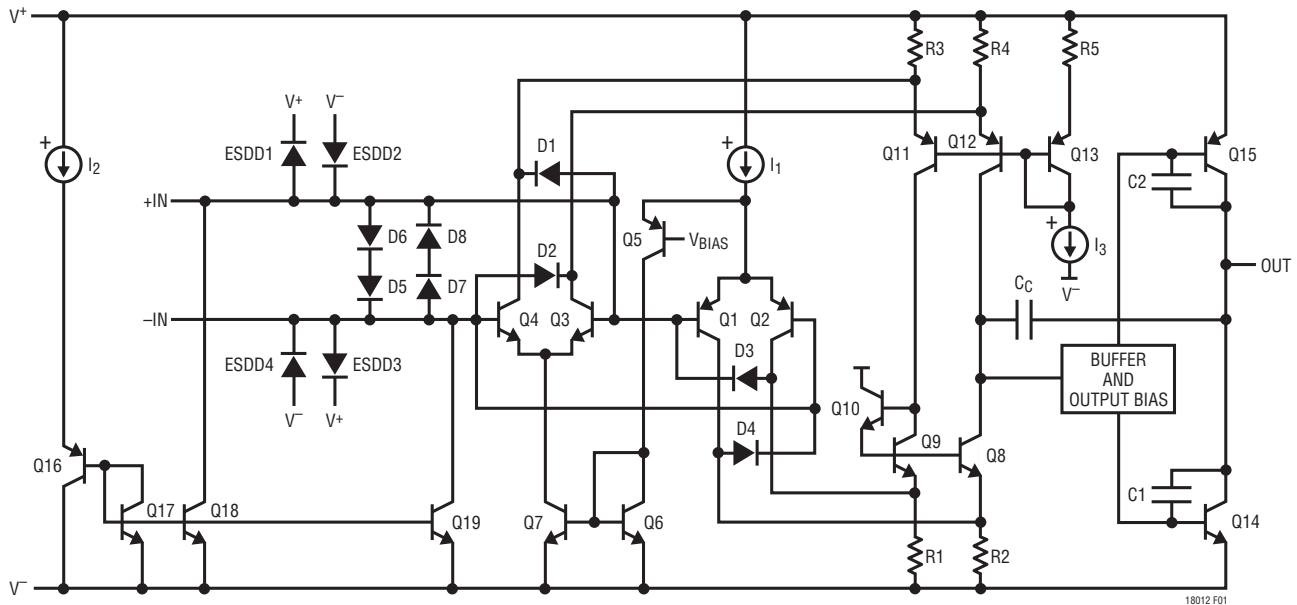 V+
R3
R4
R5
V+
V–
+
I2
ESDD1
ESDD2
D1
+
I1
Q11
Q12
Q13
Q15
C2
+IN
D6
D8
Q5
VBIAS
+
I3
V–
OUT
D2
D5
D7
CC
–IN
Q4
Q3
Q1
Q2
ESDD4
ESDD3
D3
BUFFER
AND
OUTPUT BIAS
V–
V+
Q10
D4
Q9
Q8
Q16
C1
Q17
Q18
Q19
Q7
Q6
Q14
R1
R2
V–
18012 F01